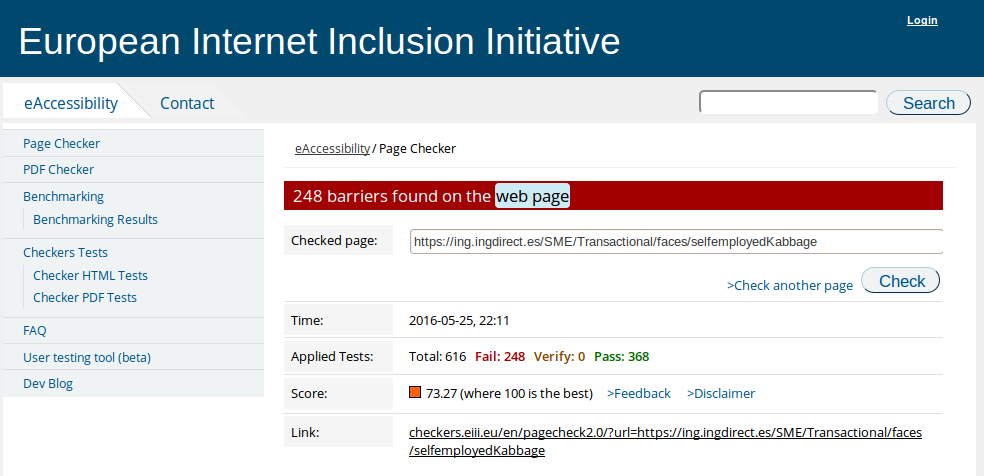 Login
European Internet Inclusion Initiative
eAccessibility
Contact
Search
Page Checker
PDF Checker
Benchmarking
Benchmarking Results
Checkers Tests
Checker HTML Tests
Checker PDF Tests
FAQ
User testing tool (beta)
Dev Blog
eAccessibility / Page Checker
248 barriers found on the web page
Checked page: https://ing.ingdirect.es/SME/Transactional/faces/selfemployedKabbage
>Check another page Check
Time: 2016-05-25, 22:11
Applied Tests: Total: 616 Fail: 248 Verify: 0 Pass: 368
Score: 73.27 (where 100 is the best) >Feedback >Disclaimer
Link: checkers.eiii.eu/en/pagecheck2.0/?url=https://ing.ingdirect.es/SME/Transactional/faces
/selfemployedKabbage